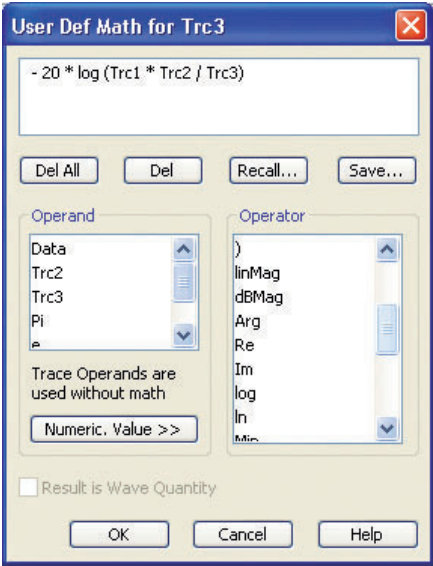 User Def Math for Trc3
- 20 * log (Trc1 * Trc2 / Trc3)
Del All Del Recall... Save...
Operand
Data
Trc2
Trc3
Pi
e
Trace Operands are
used without math
Numeric. Value >>
Operator
)
linMag
dBMag
Arg
Re
Im
log
ln
Min
Result is Wave Quantity
OK Cancel Help